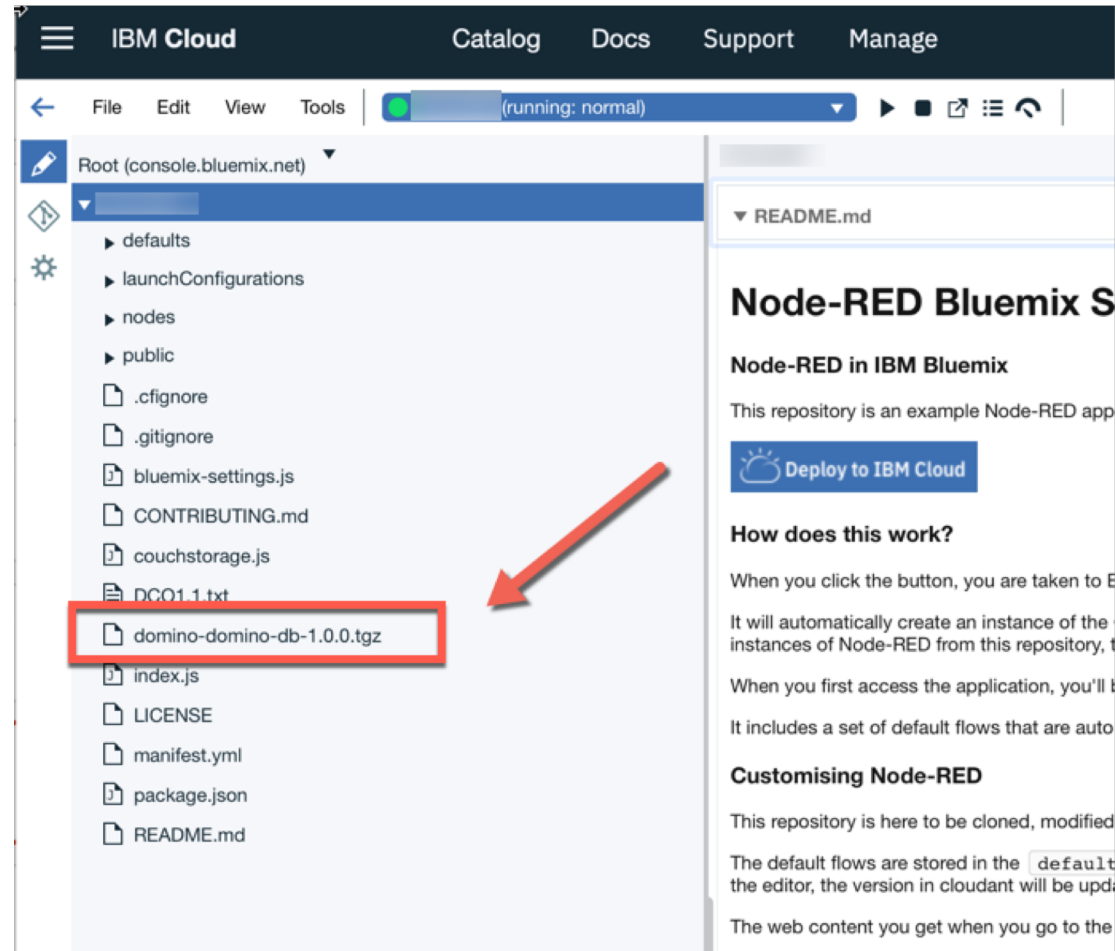 IBM Cloud Catalog Docs Support Manage
File Edit View Tools (running: normal)
Root (console.bluemix.net)
defaults
launchConfigurations
nodes
public
.cfignore
.gitignore
bluemix-settings.js
CONTRIBUTING.md
couchstorage.js
DCO1.1.txt
domino-domino-db-1.0.0.tgz
index.js
LICENSE
manifest.yml
package.json
README.md
README.md
Node-RED Bluemix S
Node-RED in IBM Bluemix
This repository is an example Node-RED app
Deploy to IBM Cloud
How does this work?
When you click the button, you are taken to
It will automatically create an instance of the
instances of Node-RED from this repository, t
When you first access the application, you'll b
It includes a set of default flows that are auto
Customising Node-RED
This repository is here to be cloned, modified
The default flows are stored in the default
the editor, the version in cloudant will be upda
The web content you get when you go to the